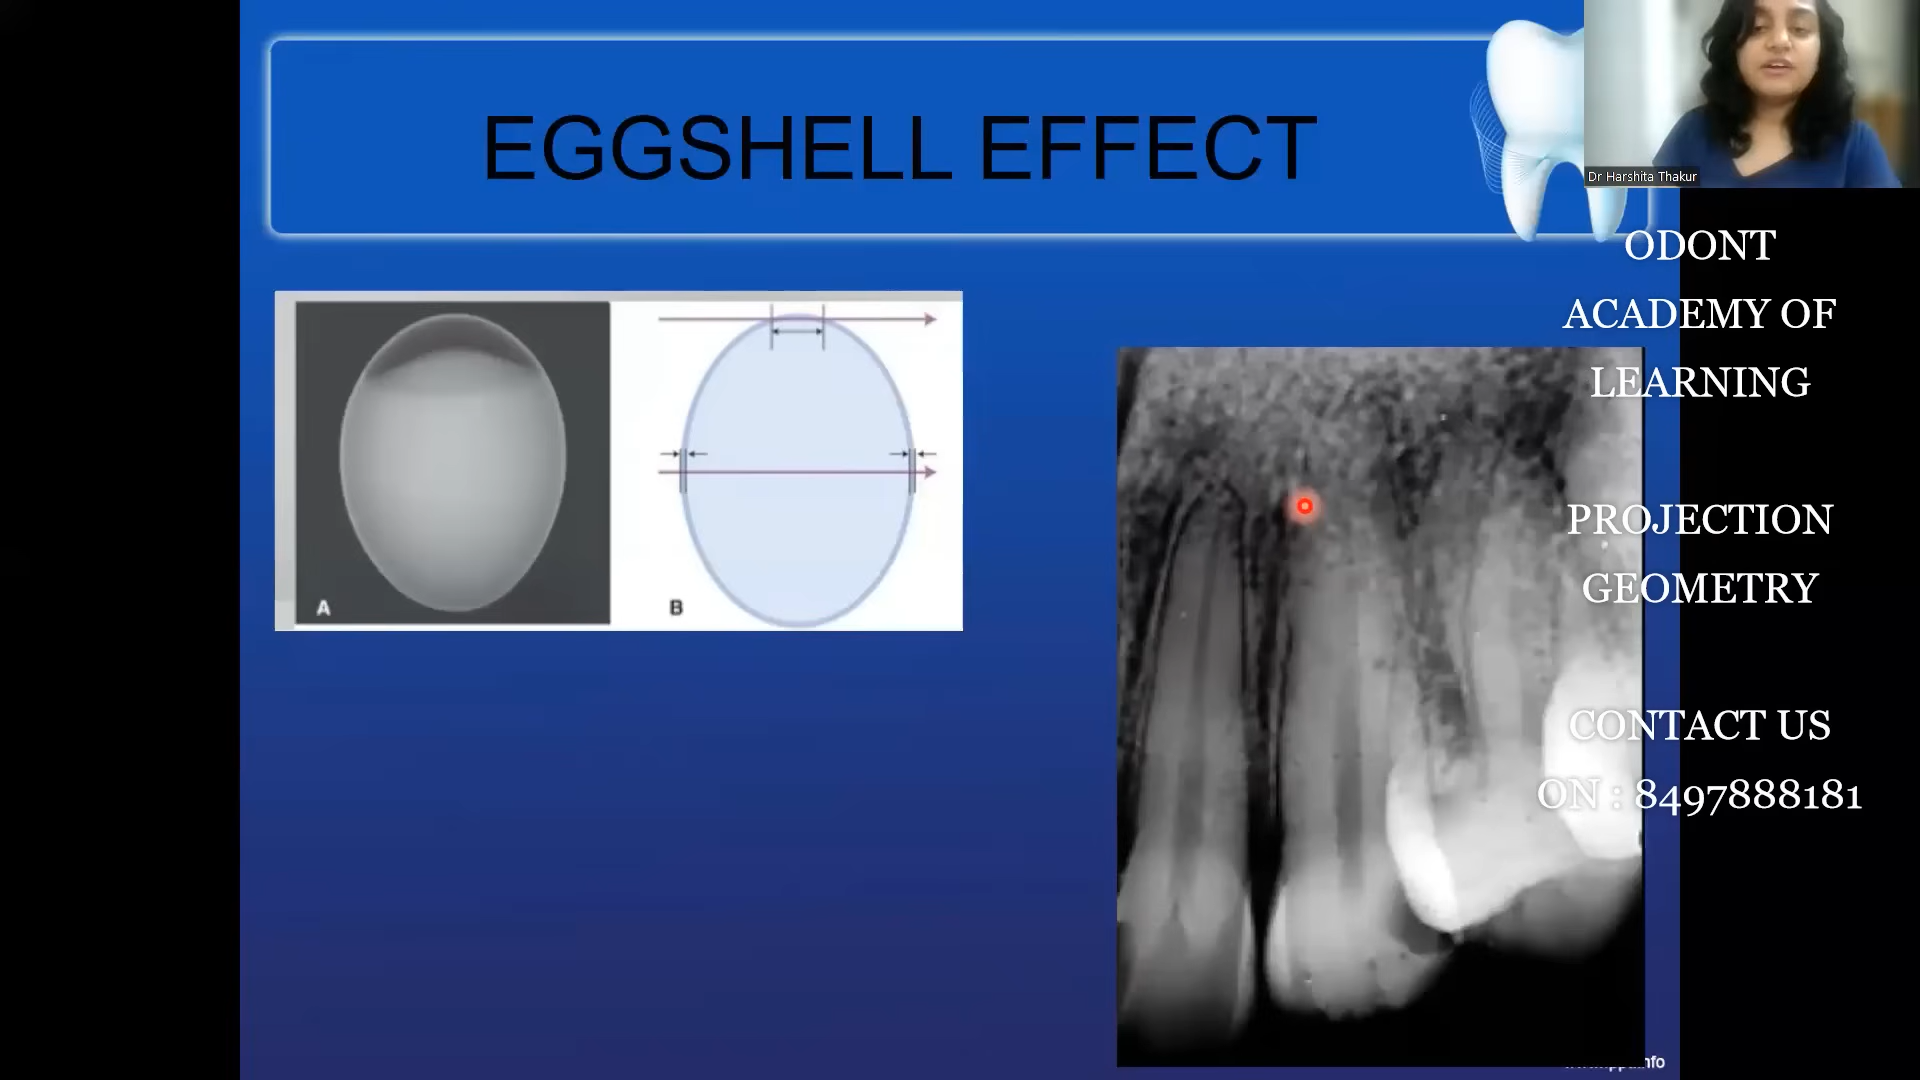 EGGSHELL EFFECT
Dr Harshita Thakur
ODONT
ACADEMY OF
LEARNING
PROJECTION
GEOMETRY
CONTACT US
ON : 8497888181
A
B